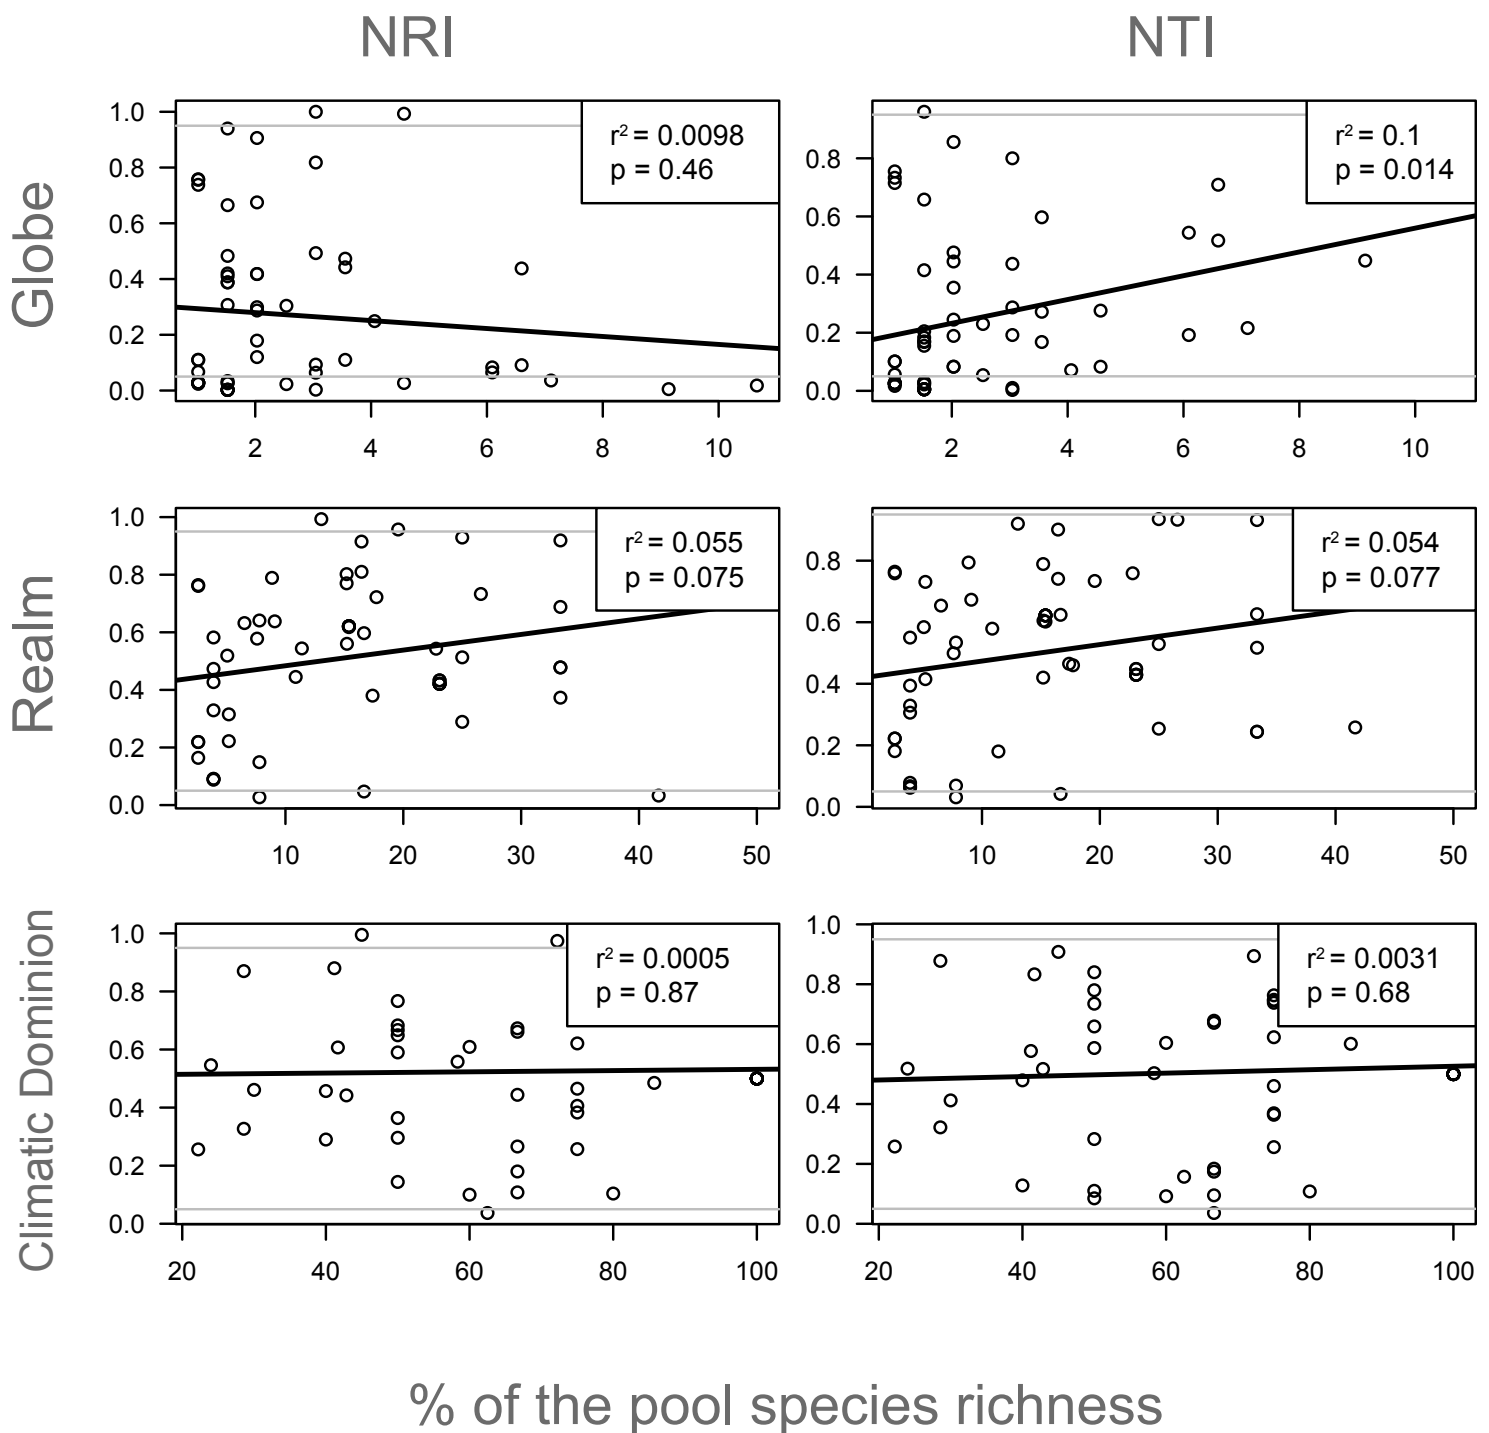 NRI NTI
Globe
1.0
0.8
0.6
0.4
0.2
0.0
r² = 0.0098
p = 0.46
2 4 6 8 10
0.8
0.6
0.4
0.2
0.0
r² = 0.1
p = 0.014
2 4 6 8 10
Realm
1.0
0.8
0.6
0.4
0.2
0.0
r² = 0.055
p = 0.075
10 20 30 40 50
0.8
0.6
0.4
0.2
0.0
r² = 0.054
p = 0.077
10 20 30 40 50
Climatic Dominion
1.0
0.8
0.6
0.4
0.2
0.0
r² = 0.0005
p = 0.87
20 40 60 80 100
1.0
0.8
0.6
0.4
0.2
0.0
r² = 0.0031
p = 0.68
20 40 60 80 100
% of the pool species richness